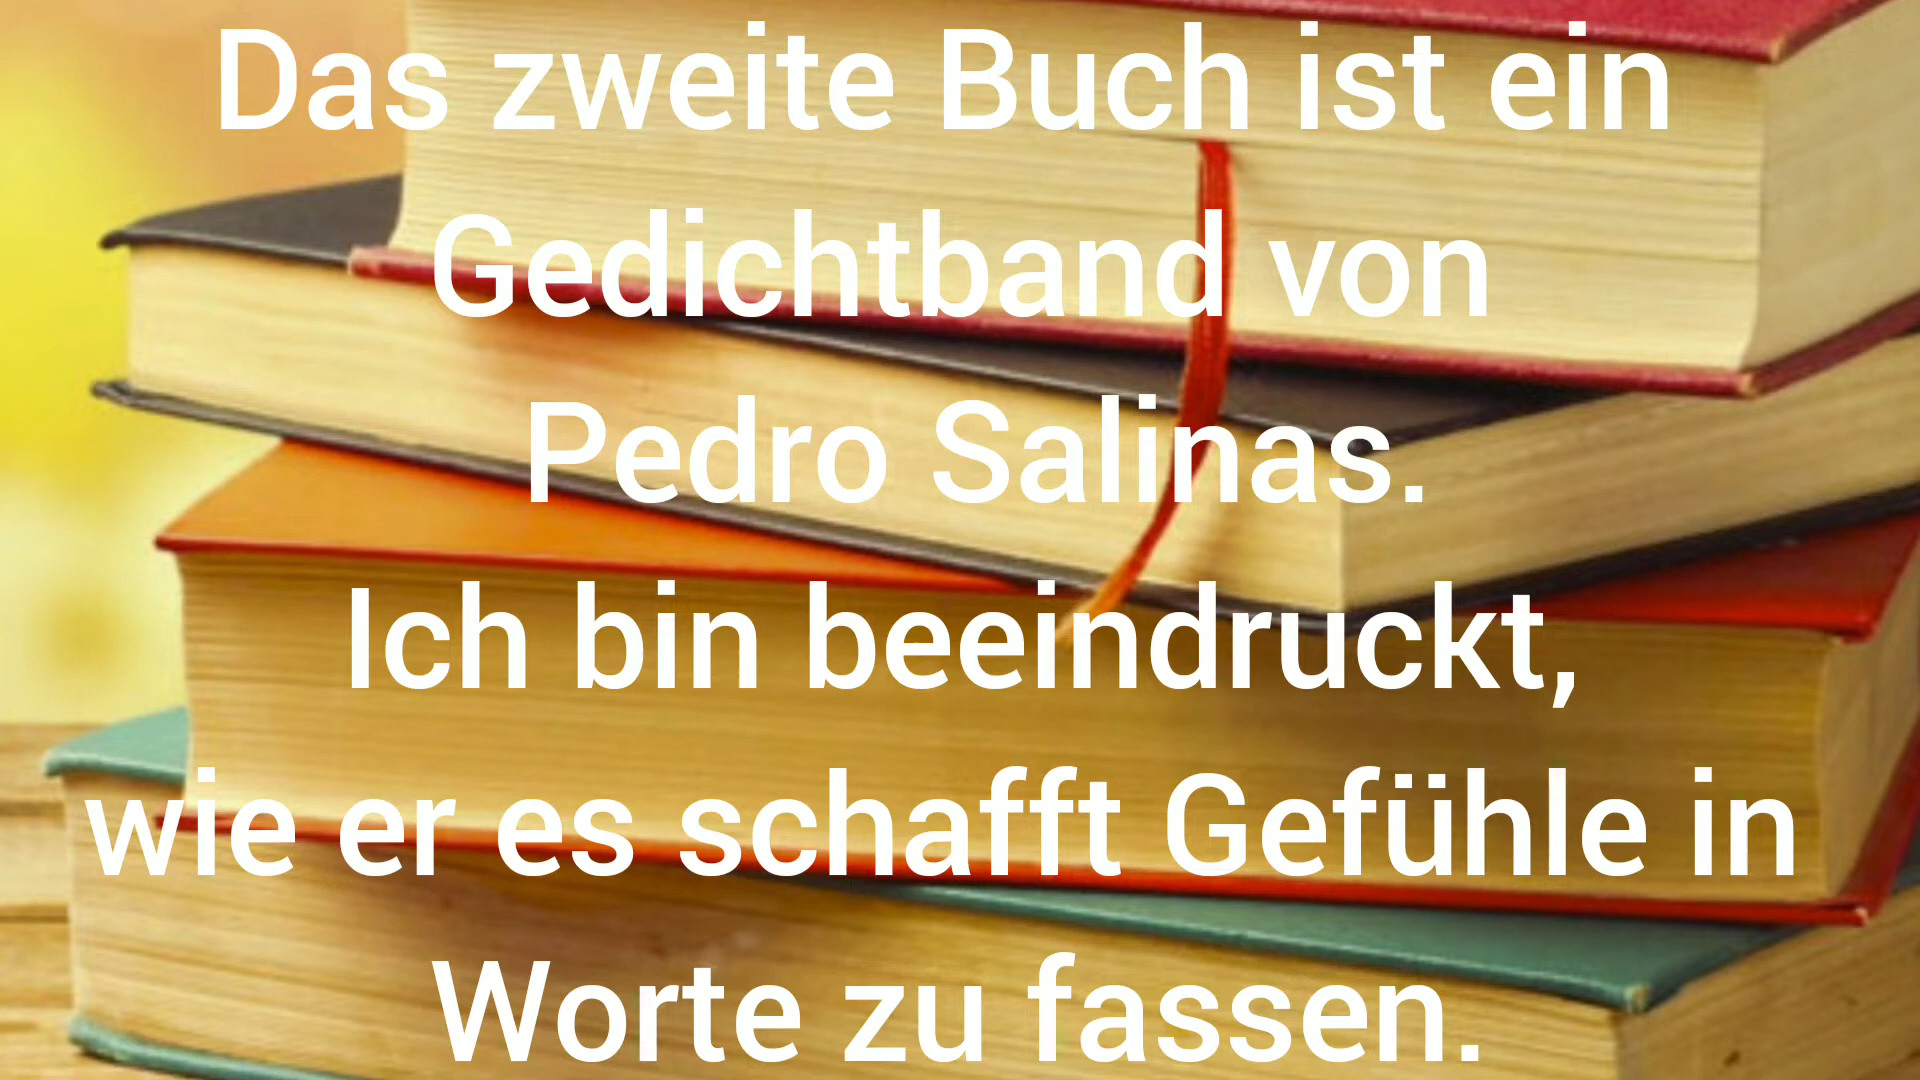 Das zweite Buch ist ein
Gedichtband von
Pedro Salinas.
Ich bin beeindruckt,
wie er es schafft Gefühle in
Worte zu fassen.